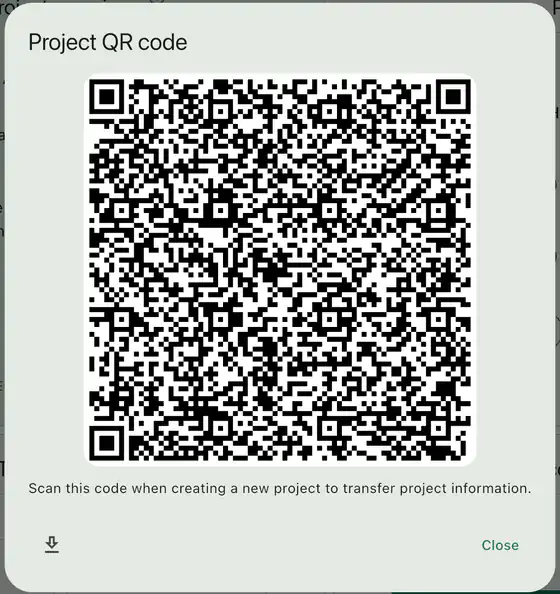 Project QR code
Scan this code when creating a new project to transfer project information.
Close